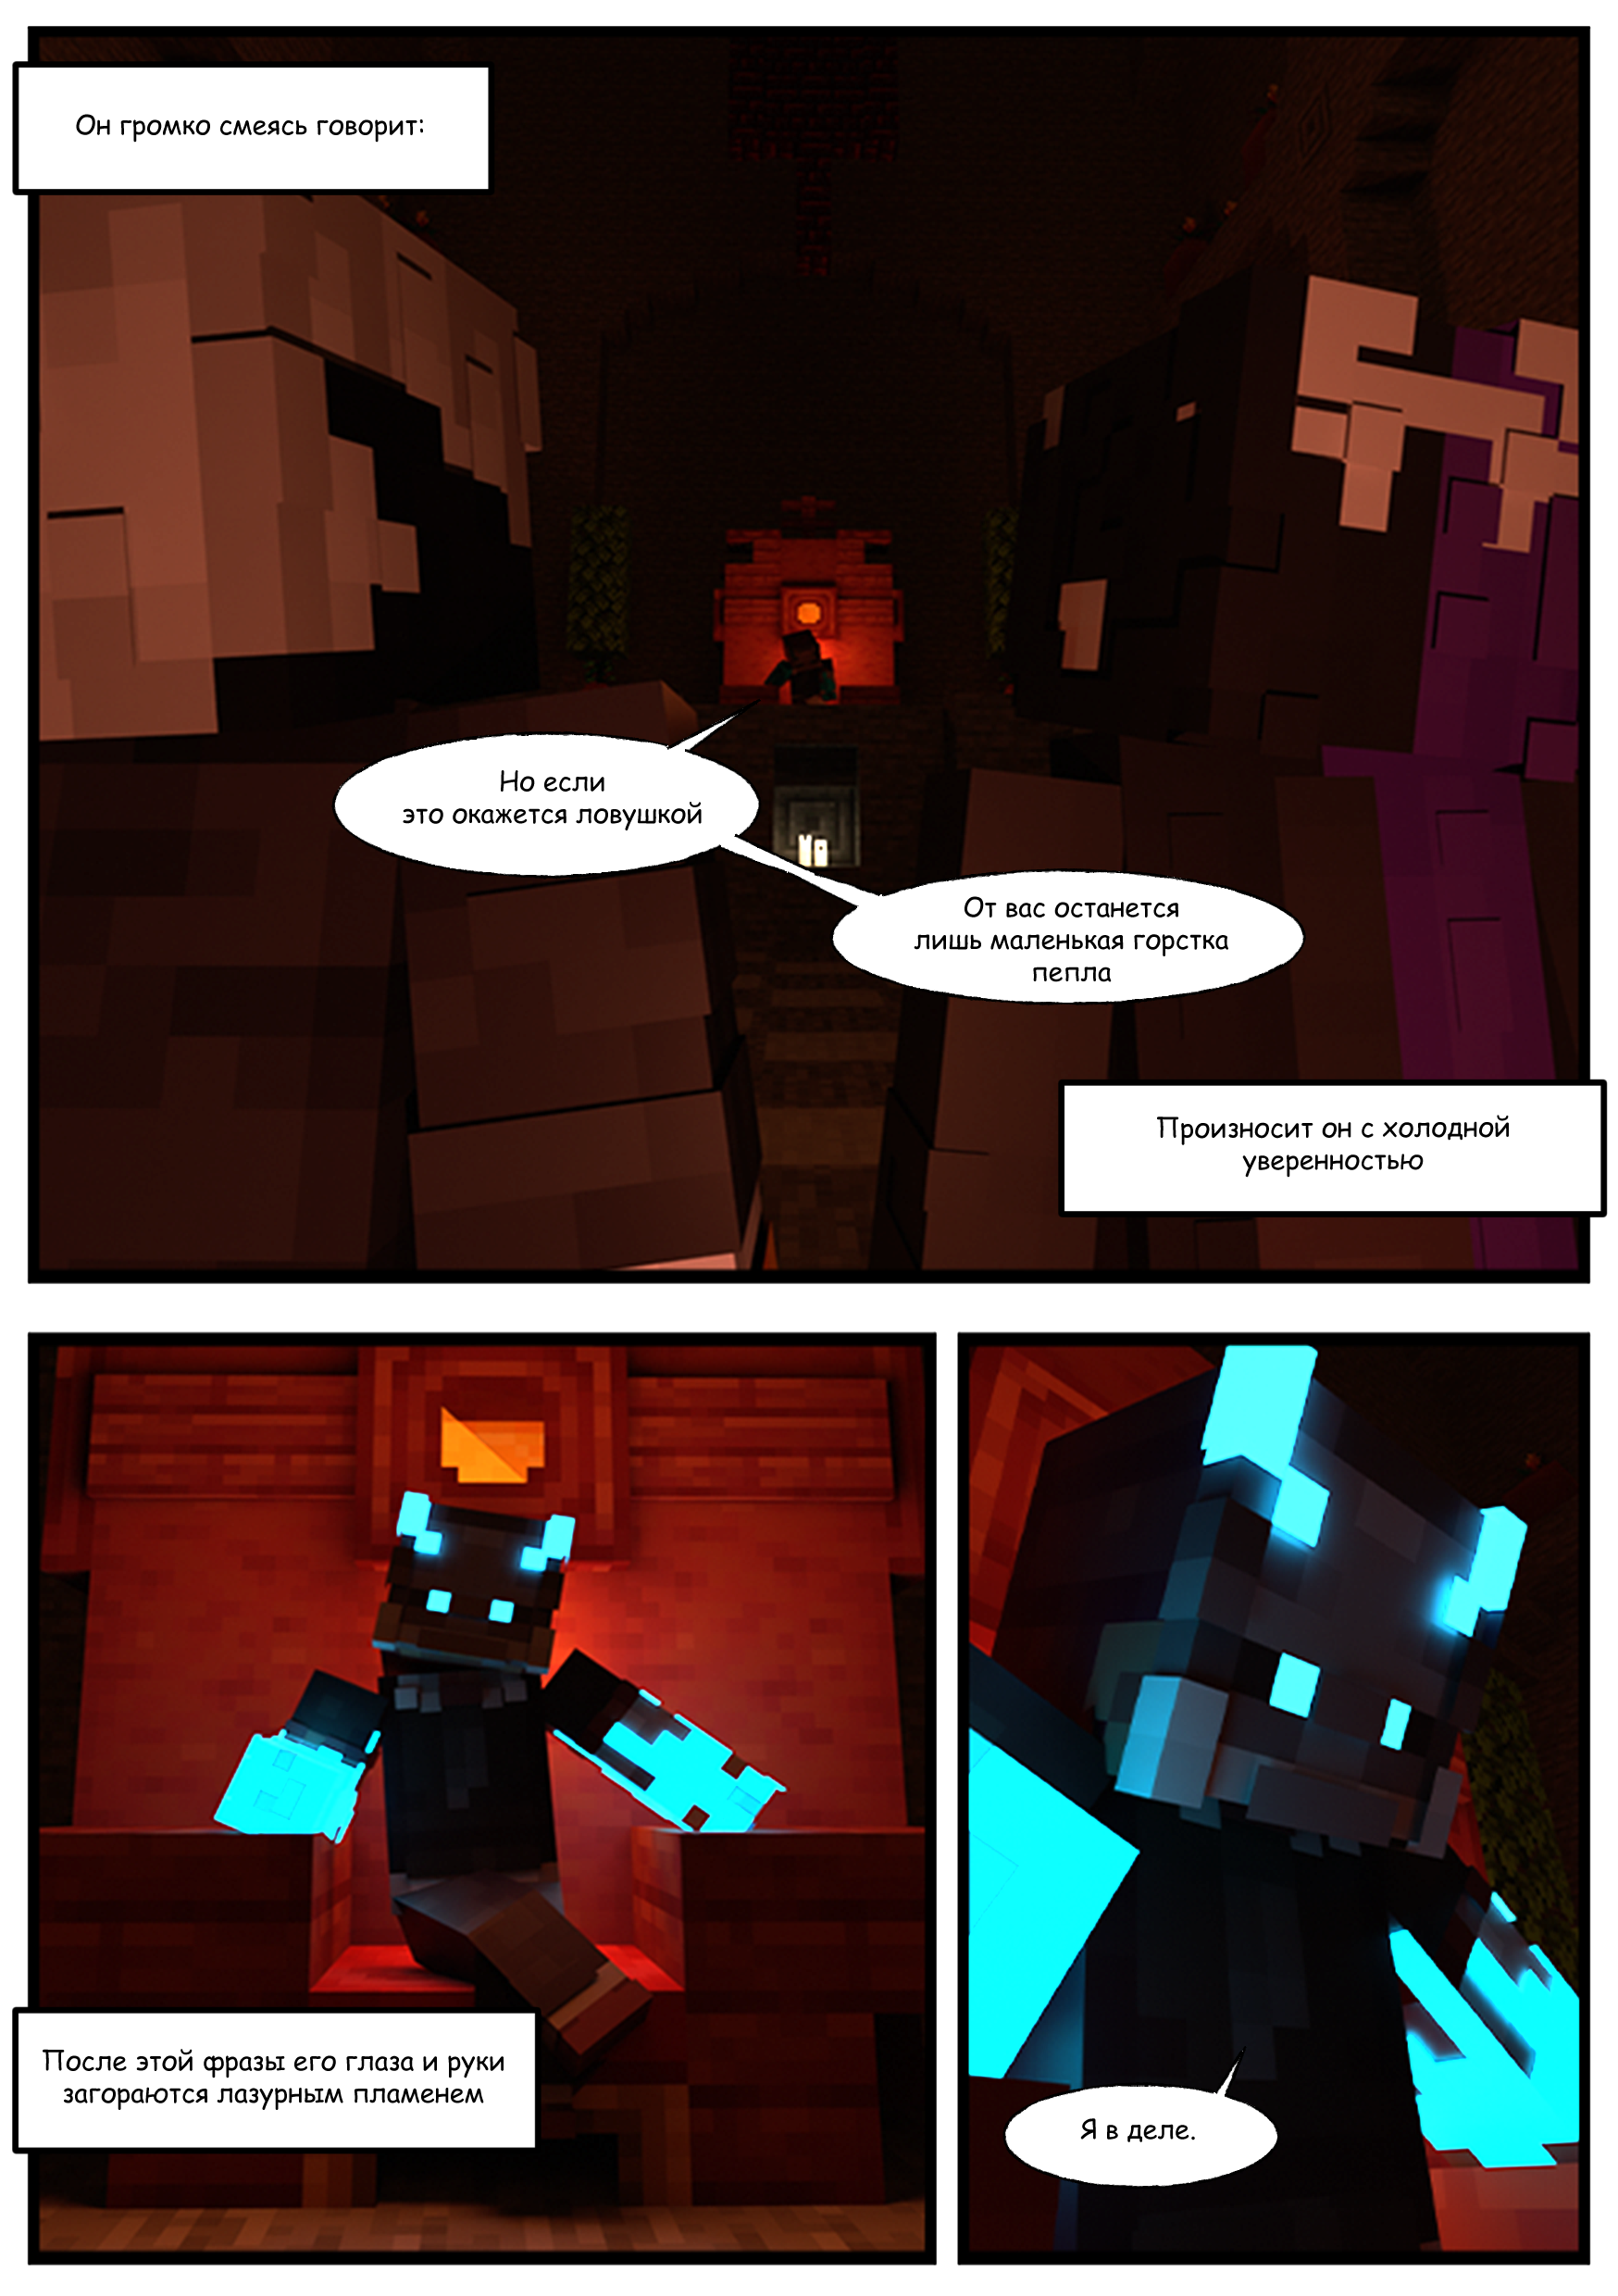 Он громко смеясь говорит:
Но если
это окажется ловушкой
От вас останется
лишь маленькая горстка
пепла
Произносит он с холодной
уверенностью
После этой фразы его глаза и руки
загораются лазурным пламенем
Я в деле.